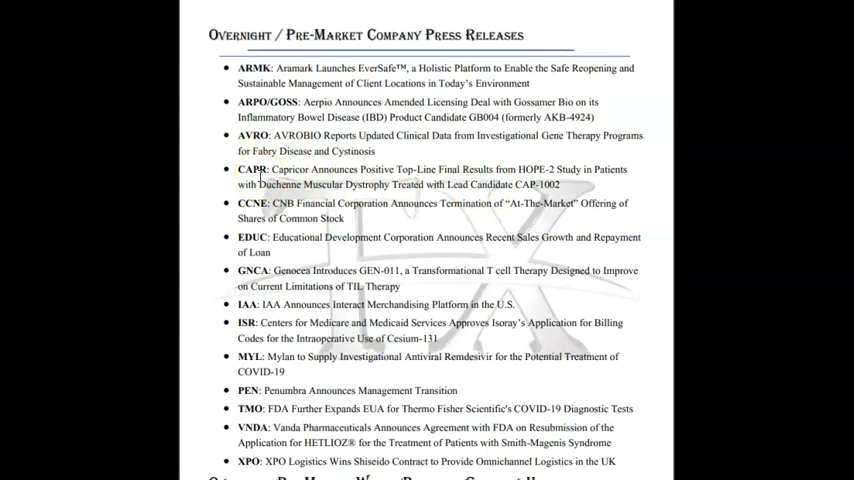 OVERNIGHT / PRE-MARKET COMPANY PRESS RELEASES
• ARMK: Aramark Launches EverSafe™, a Holistic Platform to Enable the Safe Reopening and
Sustainable Management of Client Locations in Today's Environment
• ARPO/GOSS: Aerpio Announces Amended Licensing Deal with Gossamer Bio on its
Inflammatory Bowel Disease (IBD) Product Candidate GB004 (formerly AKB-4924)
• AVRO: AVROBIO Reports Updated Clinical Data from Investigational Gene Therapy Programs
for Fabry Disease and Cystinosis
• CAPR: Capricor Announces Positive Top-Line Final Results from HOPE-2 Study in Patients
with Duchenne Muscular Dystrophy Treated with Lead Candidate CAP-1002
• CCNE: CNB Financial Corporation Announces Termination of “At-The-Market” Offering of
Shares of Common Stock
• EDUC: Educational Development Corporation Announces Recent Sales Growth and Repayment
of Loan
• GNCA: Genocea Introduces GEN-011, a Transformational T cell Therapy Designed to Improve
on Current Limitations of TIL Therapy
• IAA: IAA Announces Interact Merchandising Platform in the U.S.
• ISR: Centers for Medicare and Medicaid Services Approves Isoray's Application for Billing
Codes for the Intraoperative Use of Cesium-131
• MYL: Mylan to Supply Investigational Antiviral Remdesivir for the Potential Treatment of
COVID-19
• PEN: Penumbra Announces Management Transition
• TMO: FDA Further Expands EUA for Thermo Fisher Scientific's COVID-19 Diagnostic Tests
• VNDA: Vanda Pharmaceuticals Announces Agreement with FDA on Resubmission of the
Application for HETLIOZ® for the Treatment of Patients with Smith-Magenis Syndrome
• XPO: XPO Logistics Wins Shiseido Contract to Provide Omnichannel Logistics in the UK